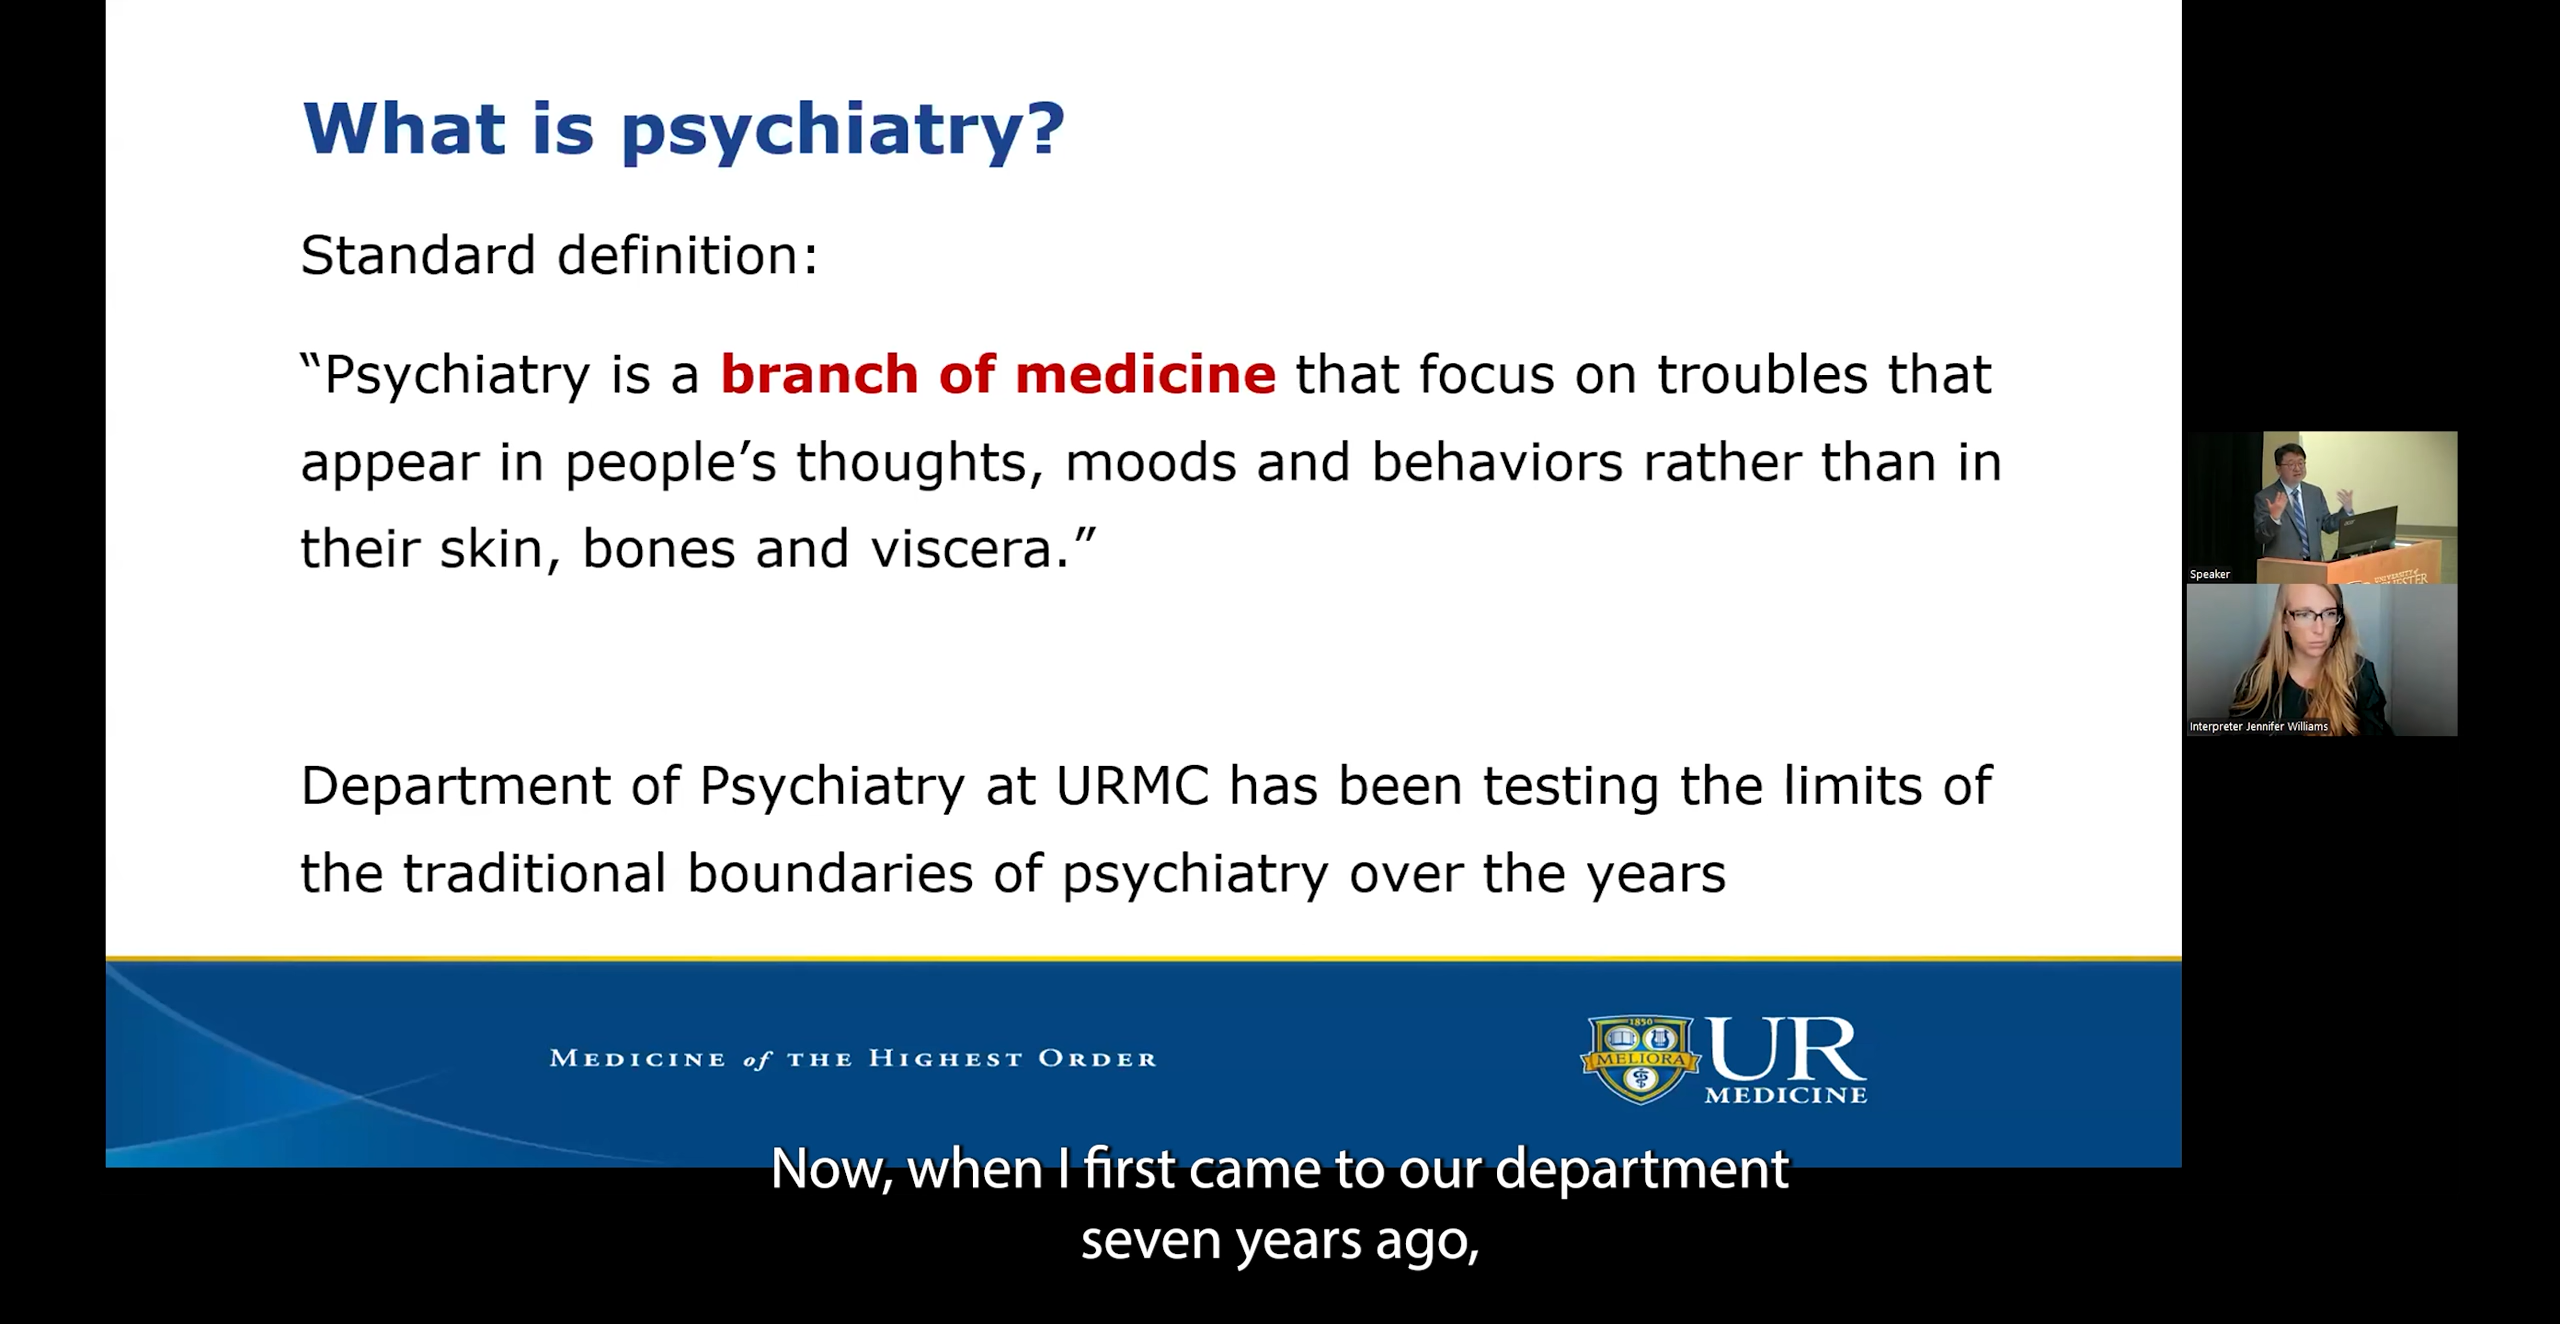 What is psychiatry?
Standard definition:
“Psychiatry is a branch of medicine that focus on troubles that
appear in people’s thoughts, moods and behaviors rather than in
their skin, bones and viscera.”
Department of Psychiatry at URMC has been testing the limits of
the traditional boundaries of psychiatry over the years
MEDICINE of THE HIGHEST ORDER
1850
MELIORA
UR
MEDICINE
Speaker
UNIVERSITY of
Interpreter Jennifer Williams
Now, when I first came to our department
seven years ago,